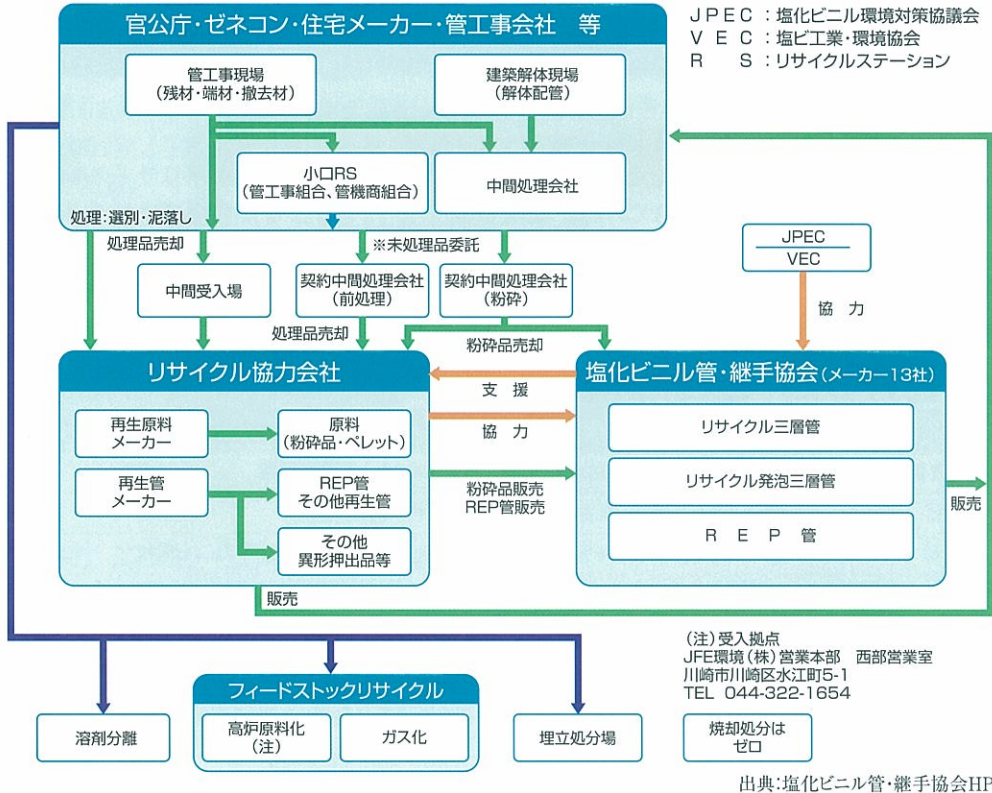 官公庁・ゼネコン・住宅メーカー・管工事会社 等
JPEC：塩化ビニル環境対策協議会
VEC：塩ビ工業・環境協会
RS：リサイクルステーション
管工事現場
(残材・端材・撤去材)
建築解体現場
(解体配管)
小口RS
(管工事組合、管機商組合)
中間処理会社
処理：選別・泥落し
処理品売却
※未処理品委託
JPEC
VEC
中間受入場
契約中間処理会社
(前処理)
契約中間処理会社
(粉砕)
協 力
処理品売却
粉砕品売却
リサイクル協力会社
支 援
塩化ビニル管・継手協会(メーカー13社)
再生原料
メーカー
原料
(粉砕品・ペレット)
協 力
リサイクル三層管
再生管
メーカー
REP管
その他再生管
粉砕品販売
REP管販売
リサイクル発泡三層管
販売
その他
異形押出品等
REP管
販売
(注)受入拠点
JFE環境(株)営業本部 西部営業室
川崎市川崎区水江町5-1
TEL 044-322-1654
フィードストックリサイクル
溶剤分離
高炉原料化
(注)
ガス化
埋立処分場
焼却処分は
ゼロ
出典：塩化ビニル管・継手協会HP